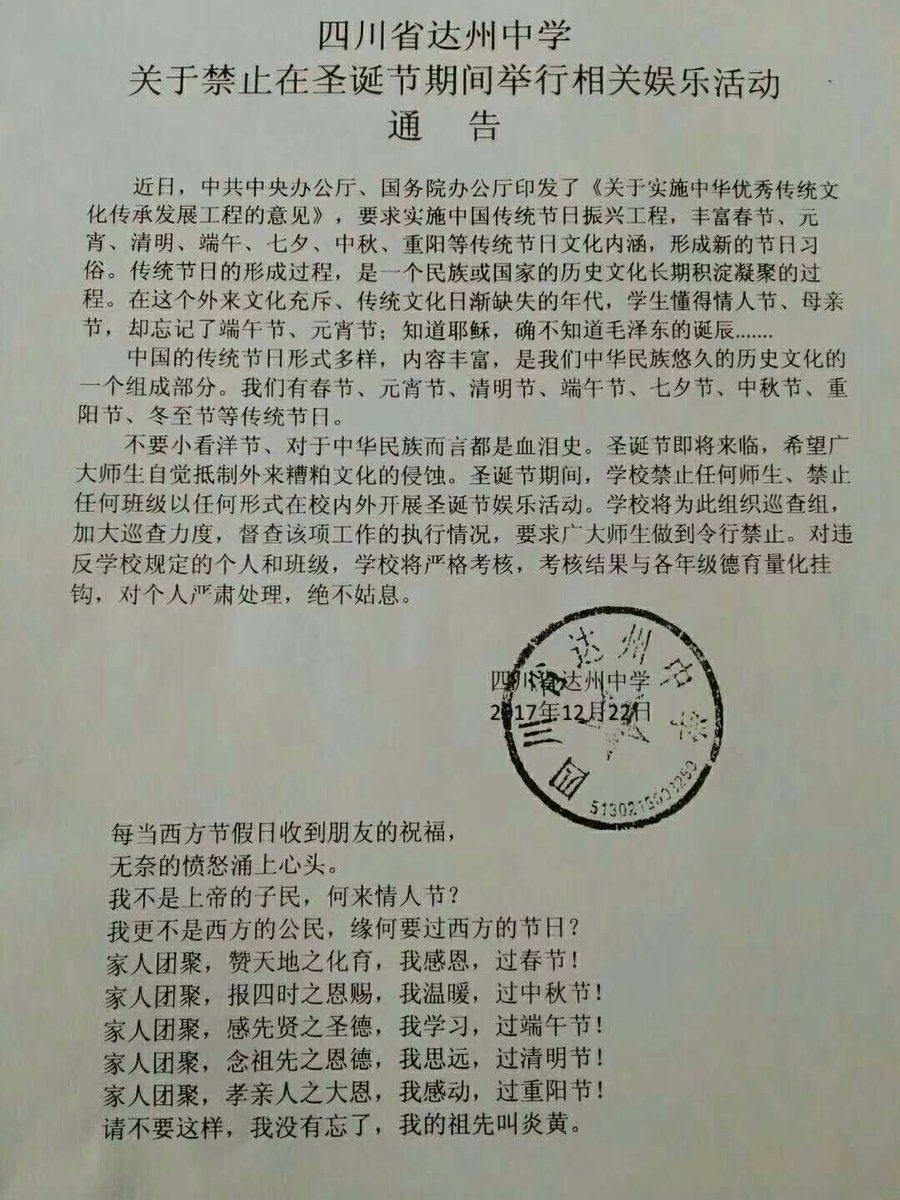 四川省达州中学
关于禁止在圣诞节期间举行相关娱乐活动
通 告
近日，中共中央办公厅、国务院办公厅印发了《关于实施中华优秀传统文
化传承发展工程的意见》，要求实施中国传统节日振兴工程，丰富春节、元
宵、清明、端午、七夕、中秋、重阳等传统节日文化内涵，形成新的节日习
俗。传统节日的形成过程，是一个民族或国家的历史文化长期积淀凝聚的过
程。在这个外来文化充斥、传统文化日渐缺失的年代，学生懂得情人节、母亲
节，却忘记了端午节、元宵节；知道耶稣，确不知道毛泽东的诞辰.......
中国的传统节日形式多样，内容丰富，是我们中华民族悠久的历史文化的
一个组成部分。我们有春节、元宵节、清明节、端午节、七夕节、中秋节、重
阳节、冬至节等传统节日。
不要小看洋节、对于中华民族而言都是血泪史。圣诞节即将来临，希望广
大师生自觉抵制外来糟粕文化的侵蚀。圣诞节期间，学校禁止任何师生、禁止
任何班级以任何形式在校内外开展圣诞节娱乐活动。学校将为此组织巡查组，
加大巡查力度，督查该项工作的执行情况，要求广大师生做到令行禁止。对违
反学校规定的个人和班级，学校将严格考核，考核结果与各年级德育量化挂
钩，对个人严肃处理，绝不姑息。
四川省达州中学
2017年12月22日
四川省达州中学
每当西方节假日收到朋友的祝福，
无奈的愤怒涌上心头。
我不是上帝的子民，何来情人节？
我更不是西方的公民，缘何要过西方的节日？
家人团聚，赞天地之化育，我感恩，过春节！
家人团聚，报四时之恩赐，我温暖，过中秋节！
家人团聚，感先贤之圣德，我学习，过端午节！
家人团聚，念祖先之恩德，我思远，过清明节！
家人团聚，孝亲人之大恩，我感动，过重阳节！
请不要这样，我没有忘了，我的祖先叫炎黄。